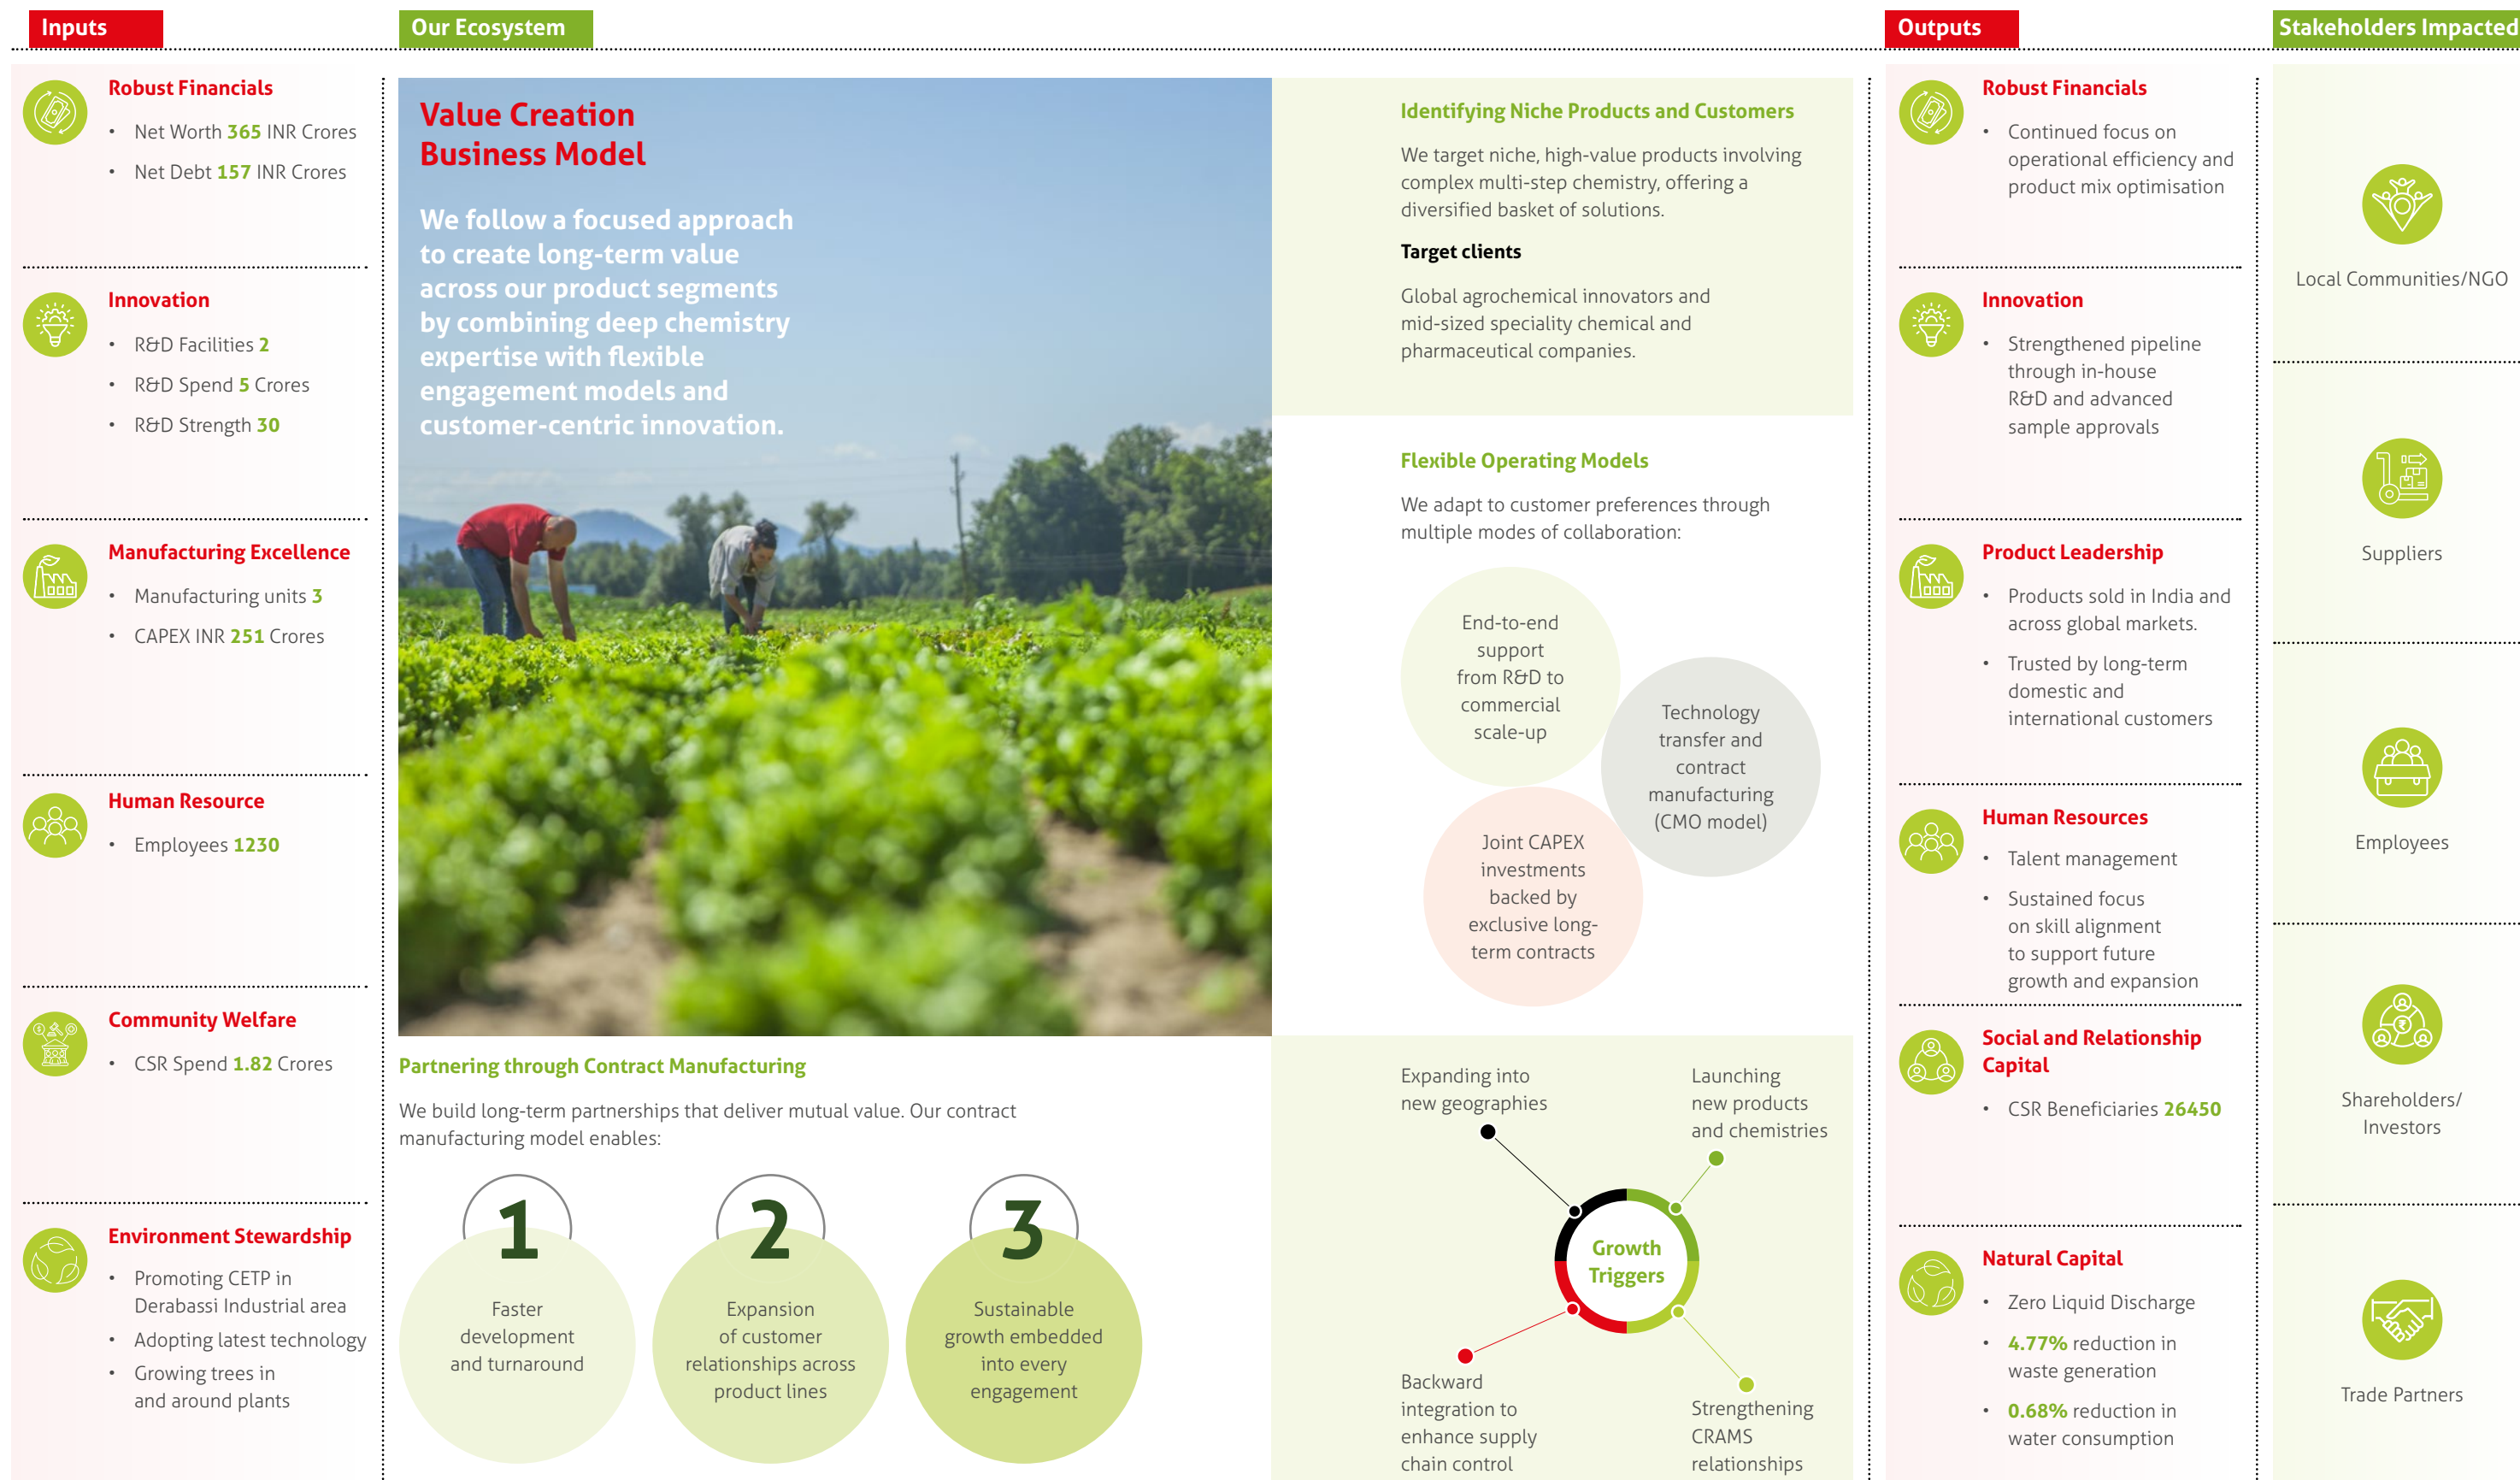 Inputs
Our Ecosystem
Outputs
Stakeholders Impacted
Robust Financials
• Net Worth 365 INR Crores
• Net Debt 157 INR Crores
Innovation
• R&D Facilities 2
• R&D Spend 5 Crores
• R&D Strength 30
Manufacturing Excellence
• Manufacturing units 3
• CAPEX INR 251 Crores
Human Resource
• Employees 1230
Community Welfare
• CSR Spend 1.82 Crores
Environment Stewardship
• Promoting CETP in
Derabassi Industrial area
• Adopting latest technology
• Growing trees in
and around plants
Value Creation
Business Model
We follow a focused approach
to create long-term value
across our product segments
by combining deep chemistry
expertise with flexible
engagement models and
customer-centric innovation.
Partnering through Contract Manufacturing
We build long-term partnerships that deliver mutual value. Our contract
manufacturing model enables:
1
Faster
development
and turnaround
2
Expansion
of customer
relationships across
product lines
3
Sustainable
growth embedded
into every
engagement
Identifying Niche Products and Customers
We target niche, high-value products involving
complex multi-step chemistry, offering a
diversified basket of solutions.
Target clients
Global agrochemical innovators and
mid-sized speciality chemical and
pharmaceutical companies.
Flexible Operating Models
We adapt to customer preferences through
multiple modes of collaboration:
End-to-end
support
from R&D to
commercial
scale-up
Technology
transfer and
contract
manufacturing
(CMO model)
Joint CAPEX
investments
backed by
exclusive long-
term contracts
Expanding into
new geographies
Launching
new products
and chemistries
Growth
Triggers
Backward
integration to
enhance supply
chain control
Strengthening
CRAMS
relationships
Robust Financials
• Continued focus on
operational efficiency and
product mix optimisation
Innovation
• Strengthened pipeline
through in-house
R&D and advanced
sample approvals
Product Leadership
• Products sold in India and
across global markets.
• Trusted by long-term
domestic and
international customers
Human Resources
• Talent management
• Sustained focus
on skill alignment
to support future
growth and expansion
Social and Relationship
Capital
• CSR Beneficiaries 26450
Natural Capital
• Zero Liquid Discharge
• 4.77% reduction in
waste generation
• 0.68% reduction in
water consumption
Local Communities/NGO
Suppliers
Employees
Shareholders/
Investors
Trade Partners